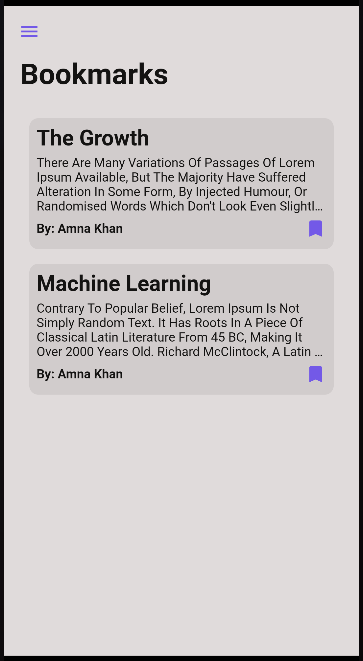 Bookmarks
The Growth
There Are Many Variations Of Passages Of Lorem
Ipsum Available, But The Majority Have Suffered
Alteration In Some Form, By Injected Humour, Or
Randomised Words Which Don't Look Even Slightl...
By: Amna Khan
Machine Learning
Contrary To Popular Belief, Lorem Ipsum Is Not
Simply Random Text. It Has Roots In A Piece Of
Classical Latin Literature From 45 BC, Making It
Over 2000 Years Old. Richard McClintock, A Latin ...
By: Amna Khan